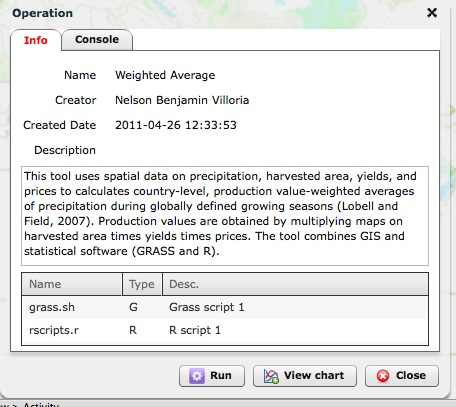 Operation
Info Console
Name Weighted Average
Creator Nelson Benjamin Villoria
Created Date 2011-04-26 12:33:53
Description
This tool uses spatial data on precipitation, harvested area, yields, and
prices to calculates country-level, production value-weighted averages
of precipitation during globally defined growing seasons (Lobell and
Field, 2007). Production values are obtained by multiplying maps on
harvested area times yields times prices. The tool combines GIS and
statistical software (GRASS and R).
Name Type Desc.
grass.sh G Grass script 1
rscripts.r R R script 1
Run View chart Close
w > Activity